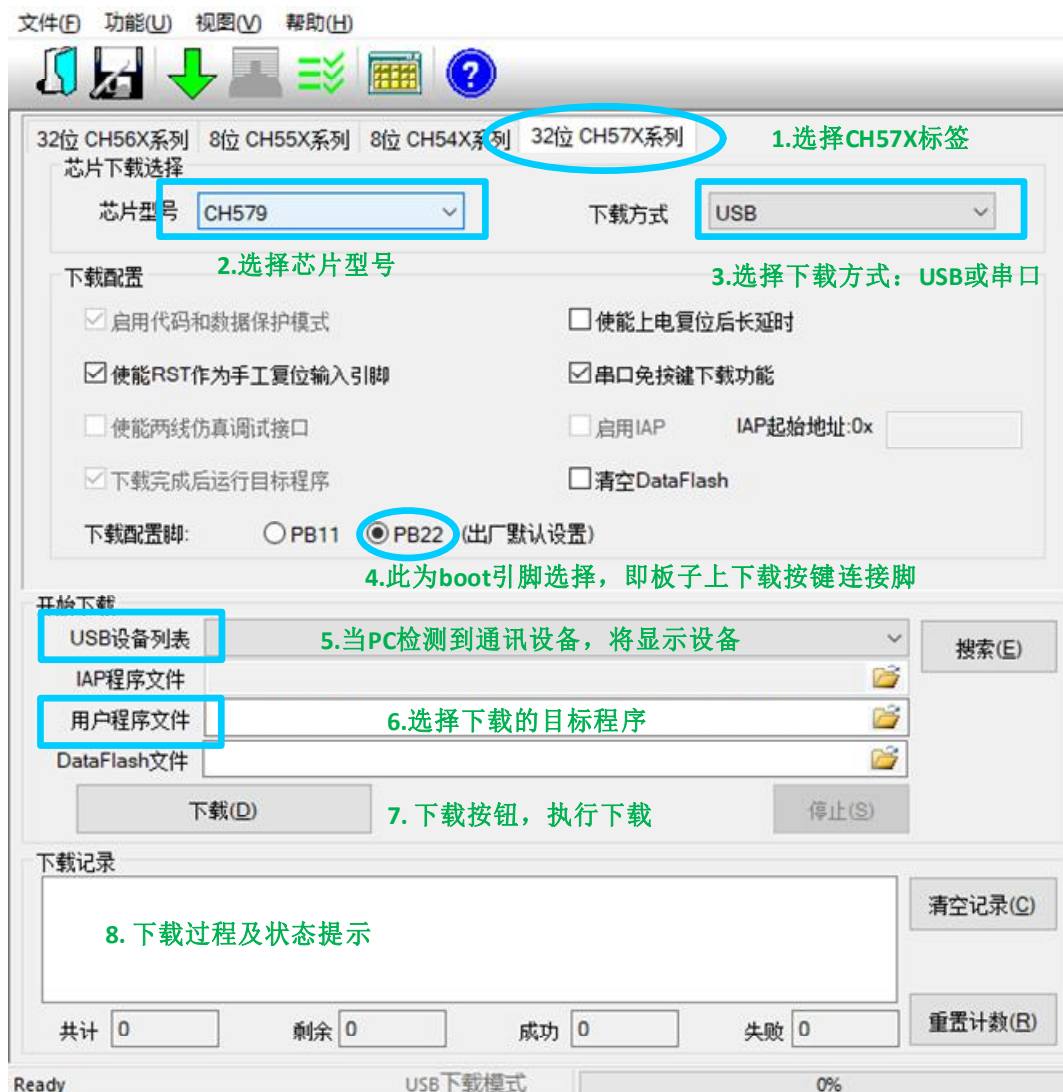 文件(F) 功能(U) 视图(V) 帮助(H)
32位 CH56X系列 8位 CH55X系列 8位 CH54X系列 32位 CH57X系列 1.选择CH57X标签
芯片下载选择
芯片型号 CH579 下载方式 USB
2.选择芯片型号 3.选择下载方式：USB或串口
下载配置
启用代码和数据保护模式 使能上电复位后长延时
使能RST作为手工复位输入引脚 串口免按键下载功能
使能两线仿真调试接口 启用IAP IAP起始地址:0x
下载完成后运行目标程序 清空DataFlash
下载配置脚: PB11 PB22 (出厂默认设置)
4.此为boot引脚选择，即板子上下载按键连接脚
开始下载
USB设备列表 5.当PC检测到通讯设备，将显示设备 搜索(E)
IAP程序文件
用户程序文件 6.选择下载的目标程序
DataFlash文件
下载(D) 7. 下载按钮，执行下载 停止(S)
下载记录
8. 下载过程及状态提示 清空记录(C)
共计 0 剩余 0 成功 0 失败 0 重置计数(R)
Ready USB下载模式 0%